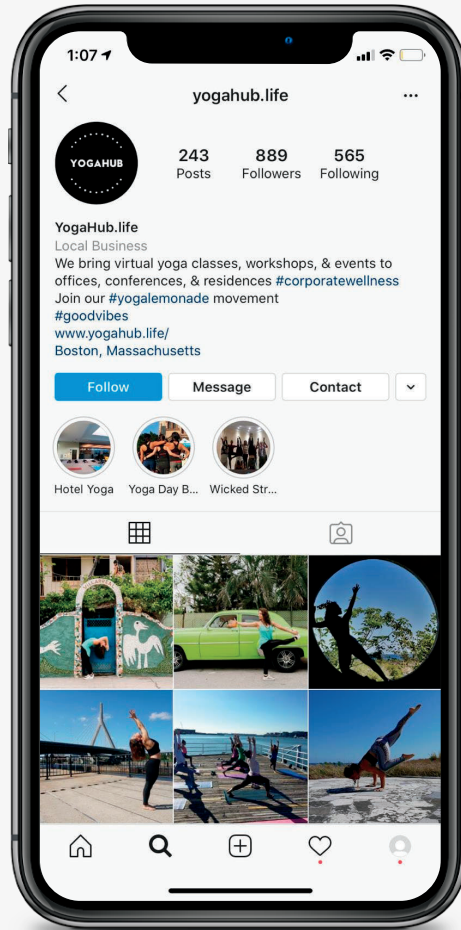 1:07
yogahub.life
...
YOGAHUB
243 889 565
Posts Followers Following
YogaHub.life
Local Business
We bring virtual yoga classes, workshops, & events to
offices, conferences, & residences #corporatewellness
Join our #yogalemonade movement
#goodvibes
www.yogahub.life/
Boston, Massachusetts
Follow Message Contact
Hotel Yoga Yoga Day B... Wicked Str...